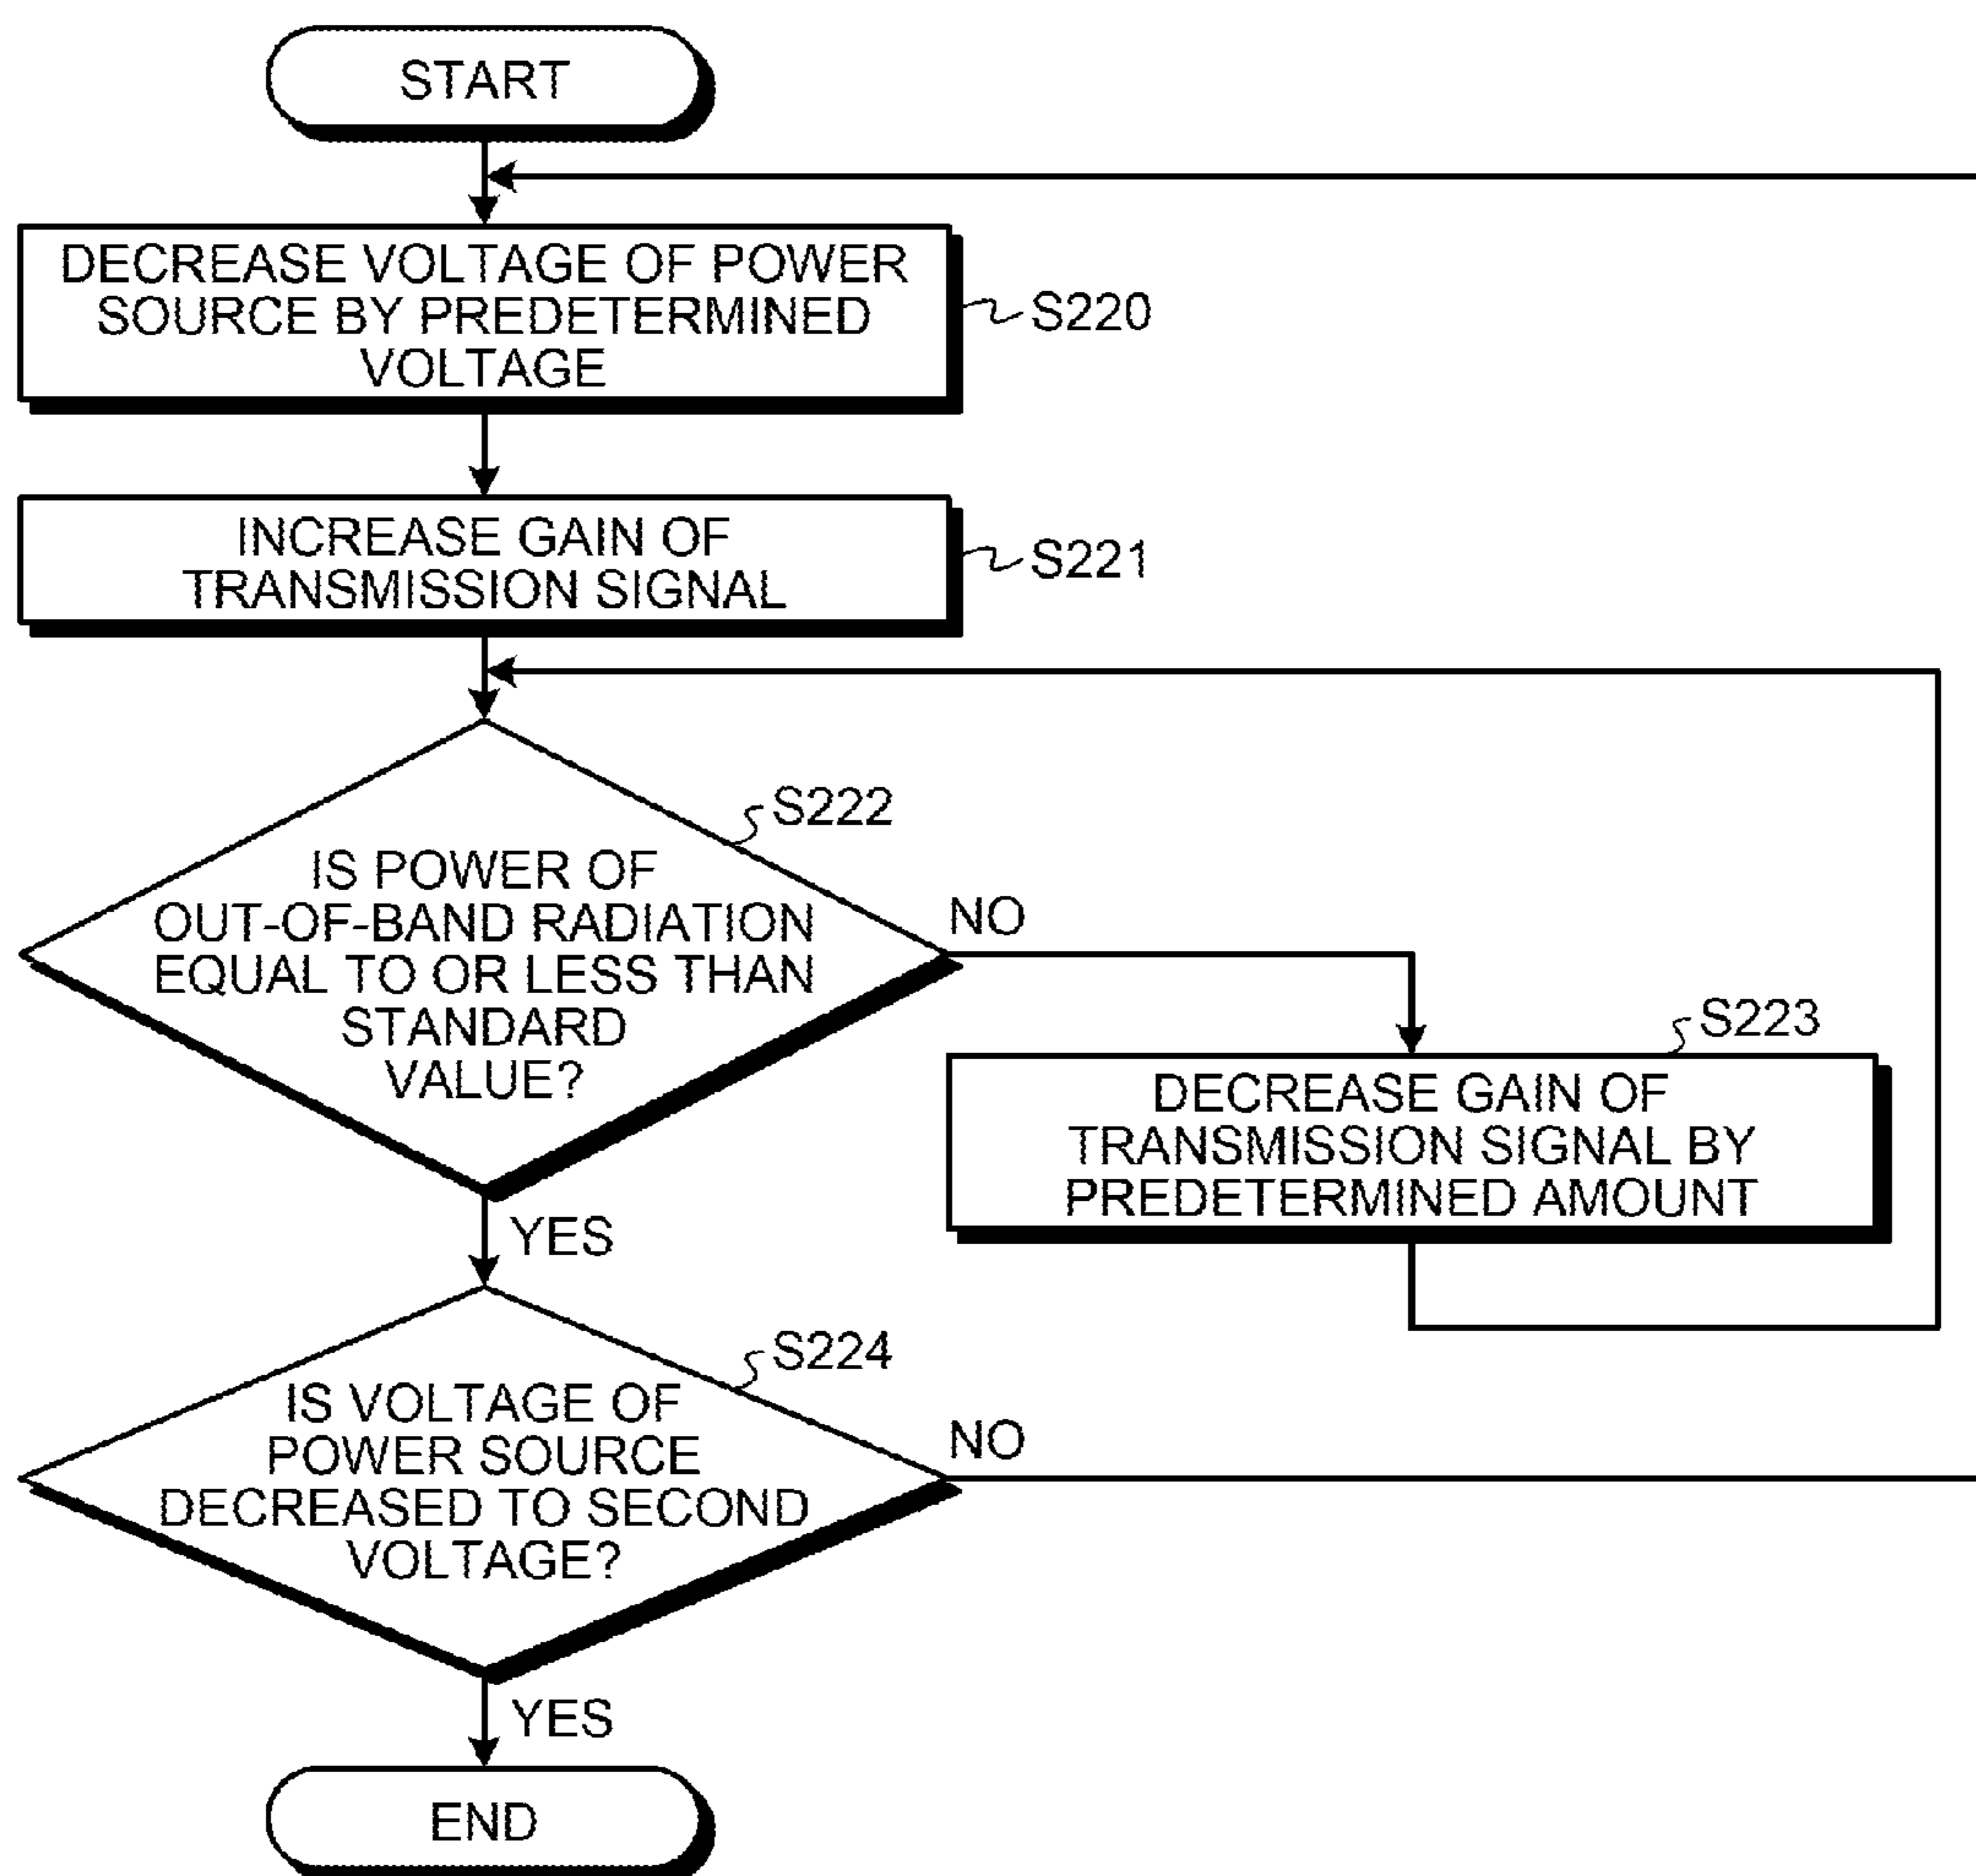 START
DECREASE VOLTAGE OF POWER
SOURCE BY PREDETERMINED
VOLTAGE
S220
INCREASE GAIN OF
TRANSMISSION SIGNAL
S221
S222
IS POWER OF
OUT-OF-BAND RADIATION
EQUAL TO OR LESS THAN
STANDARD
VALUE?
NO
S223
DECREASE GAIN OF
TRANSMISSION SIGNAL BY
PREDETERMINED AMOUNT
YES
S224
IS VOLTAGE OF
POWER SOURCE
DECREASED TO SECOND
VOLTAGE?
NO
YES
END